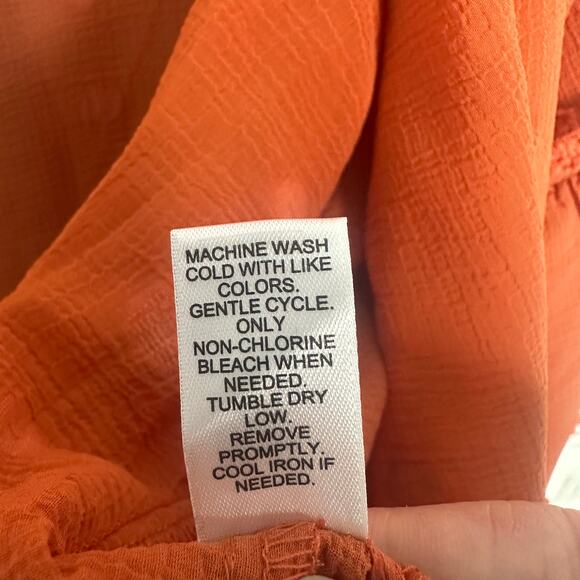 MACHINE WASH
COLD WITH LIKE
COLORS.
GENTLE CYCLE.
ONLY
NON-CHLORINE
BLEACH WHEN
NEEDED.
TUMBLE DRY
LOW.
REMOVE
PROMPTLY.
COOL IRON IF
NEEDED.